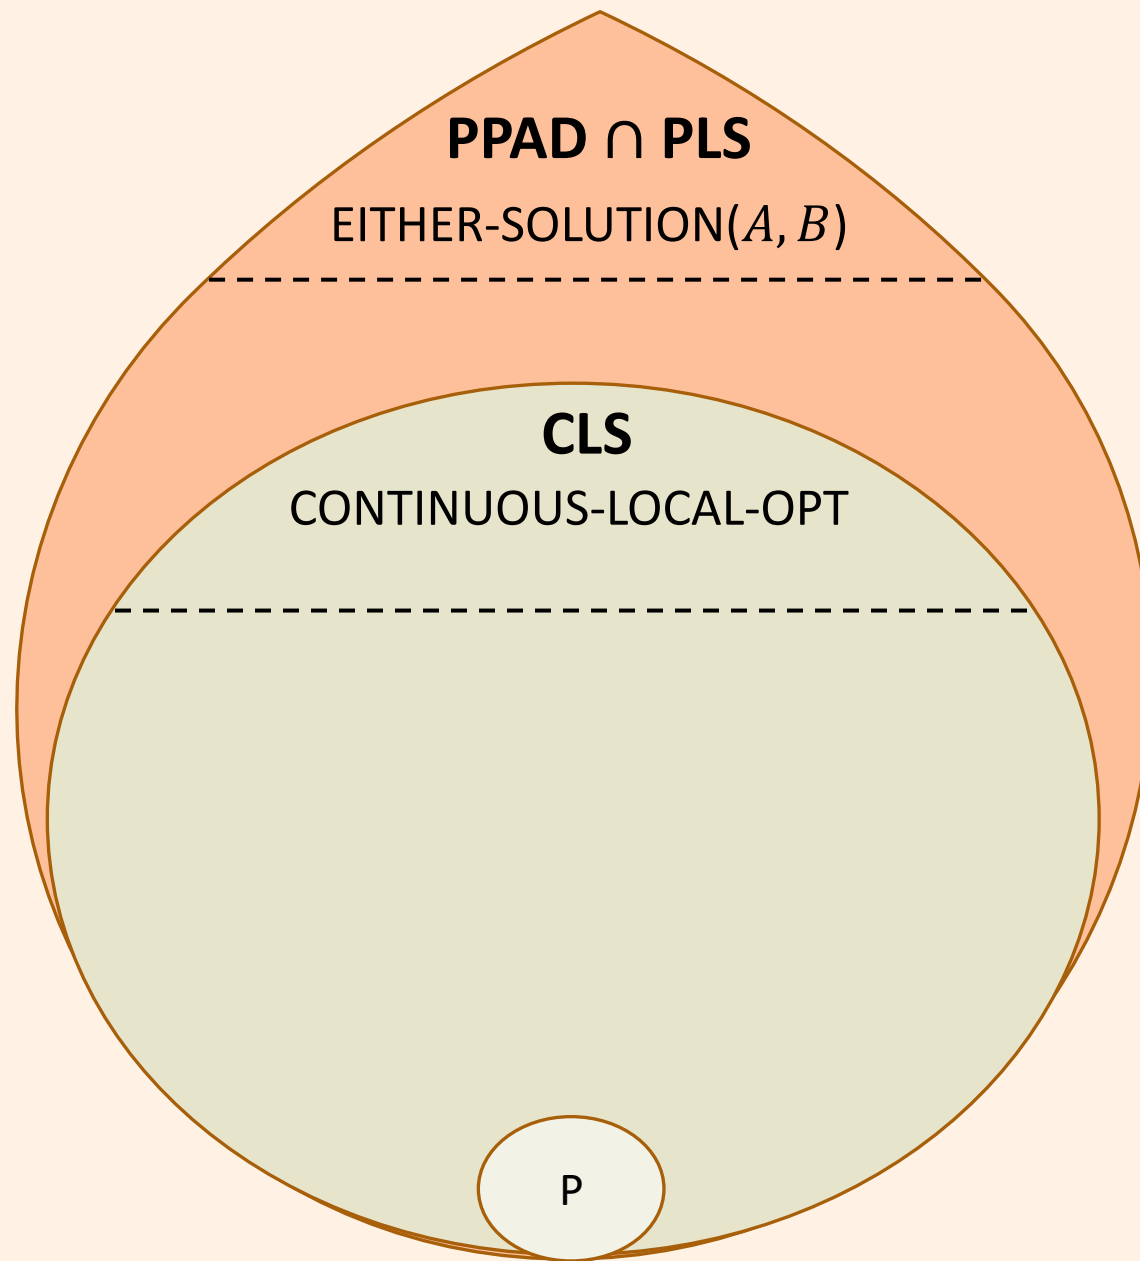 PPAD ∩ PLS
EITHER-SOLUTION(A, B)
CLS
CONTINUOUS-LOCAL-OPT
P